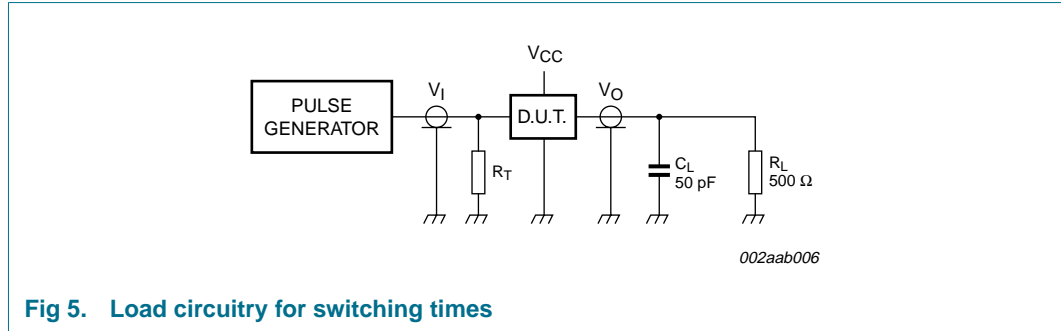 VCC
VI
VO
PULSE
GENERATOR
D.U.T.
RT
CL
50 pF
RL
500 Ω
002aab006
Fig 5. Load circuitry for switching times